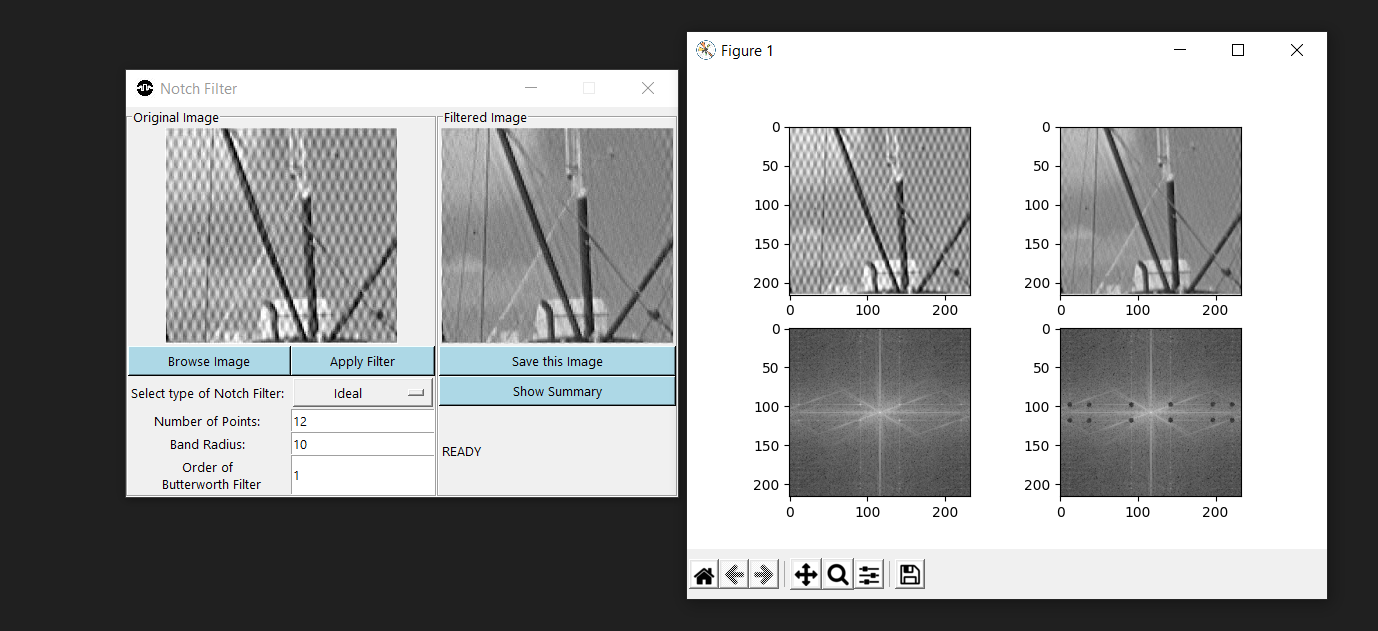 Notch Filter
Original Image
Filtered Image
Browse Image
Apply Filter
Save this Image
Select type of Notch Filter:
Ideal
Show Summary
Number of Points:
12
Band Radius:
10
READY
Order of
Butterworth Filter
1
Figure 1
0
50
100
150
200
0 100 200
0
50
100
150
200
0 100 200
0
50
100
150
200
0 100 200
0
50
100
150
200
0 100 200